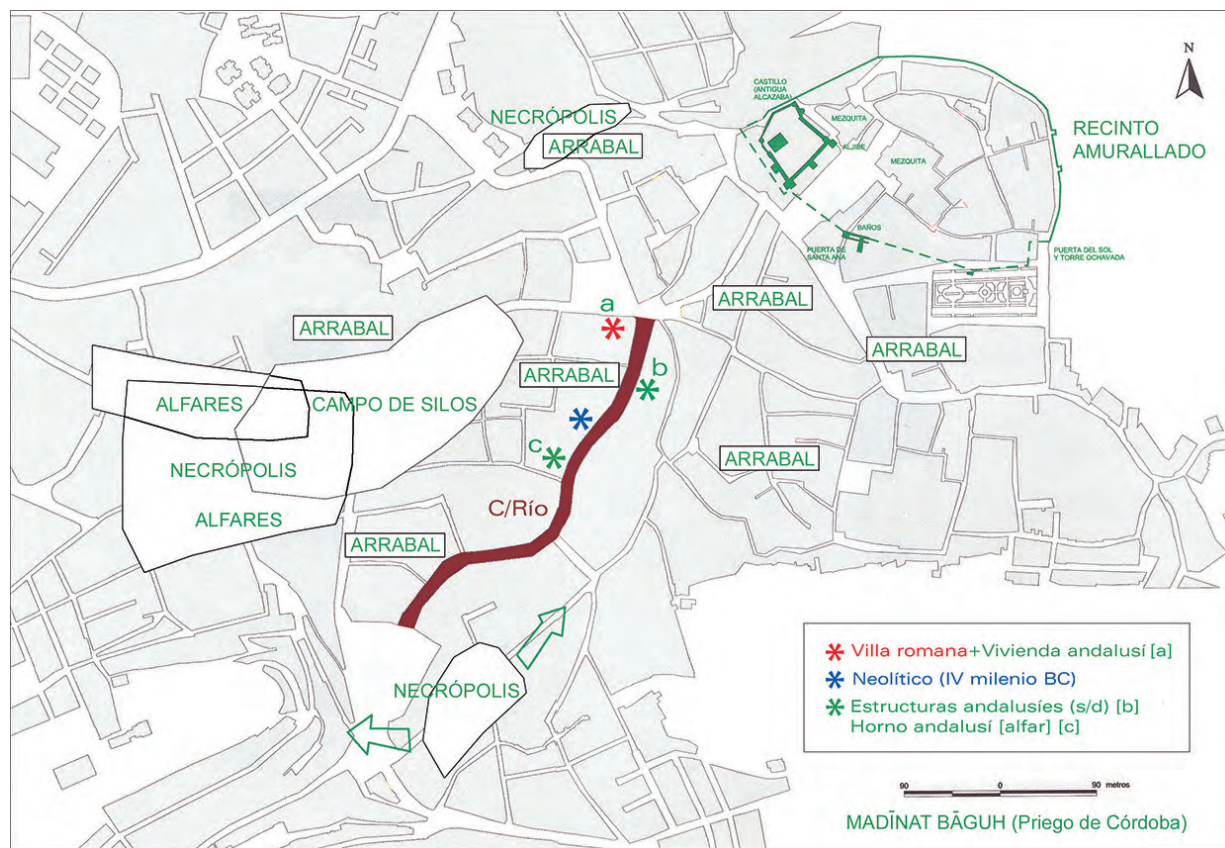 N
CASTILLO
(ANTIGUA
ALCAZABA)
MEZQUITA
ALJIBE
MEZQUITA
RECINTO
AMURALLADO
NECRÓPOLIS
ARRABAL
BAÑOS
PUERTA DE
SANTA ANA
PUERTA DEL SOL
Y TORRE OCHAVADA
ARRABAL
a
ARRABAL
ARRABAL
b
ARRABAL
ALFARES
CAMPO DE SILOS
c
NECRÓPOLIS
ARRABAL
C/Río
ALFARES
ARRABAL
NECRÓPOLIS
Villa romana+Vivienda andalusí [a]
Neolítico (IV milenio BC)
Estructuras andalusíes (s/d) [b]
Horno andalusí [alfar] [c]
90 0 90 metros
MADĪNAT BĀGUH (Priego de Córdoba)